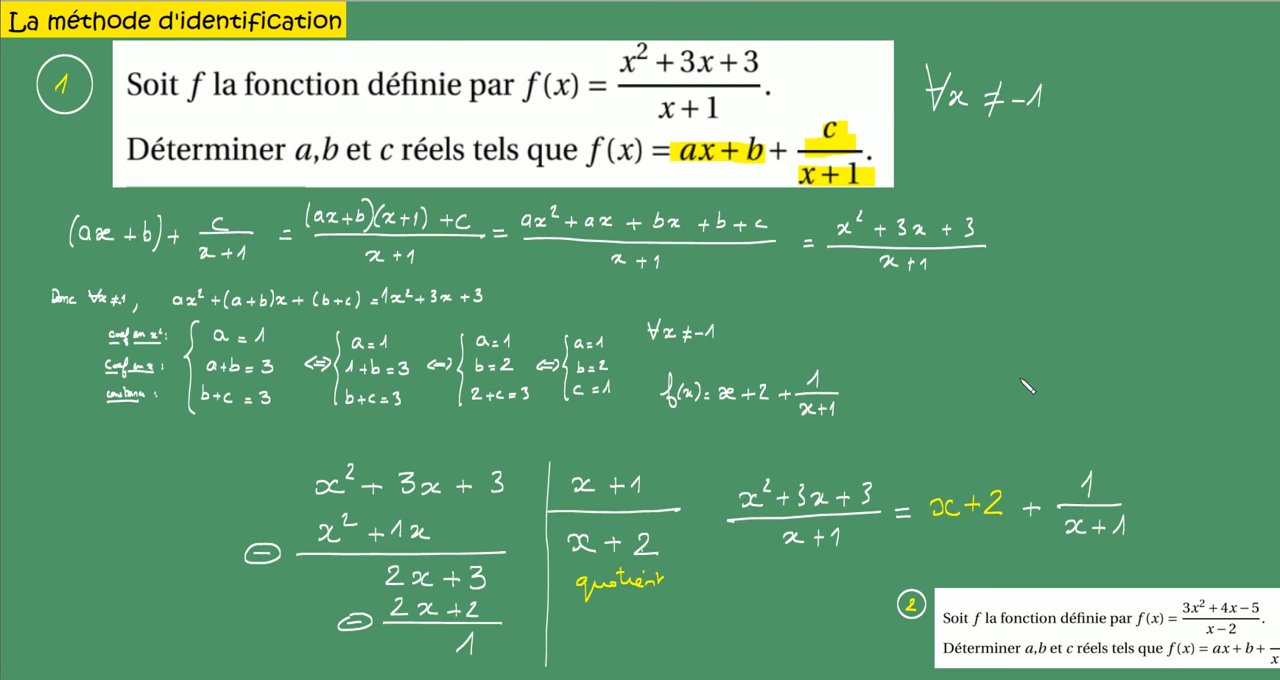 La méthode d'identification
1
Soit f la fonction définie par f(x) = (x² + 3x + 3)/(x + 1).
∀x ≠ -1
Déterminer a,b et c réels tels que f(x) = ax + b + c/(x + 1).
(ax + b) + c/(x+1) = ((ax+b)(x+1) + c)/(x+1) = (ax² + ax + bx + b + c)/(x+1) = (x² + 3x + 3)/(x+1)
Donc ∀x≠1, ax² + (a+b)x + (b+c) = 1x² + 3x + 3
coef en x² : { a = 1 ⇔ { a = 1 ⇔ { a = 1 ⇔ { a = 1 ∀x ≠ -1
coef en x : a+b = 3 1+b = 3 b = 2 b = 2
b+c = 3 b+c = 3 2+c = 3 c = 1
f(x) = x + 2 + 1/(x+1)
x² + 3x + 3 | x + 1
⊖ x² + 1x | x + 2
2x + 3 quotient
⊖ 2x + 2
1
(x² + 3x + 3)/(x + 1) = x + 2 + 1/(x + 1)
2
Soit f la fonction définie par f(x) = (3x² + 4x − 5)/(x − 2).
Déterminer a,b et c réels tels que f(x) = ax + b + /x